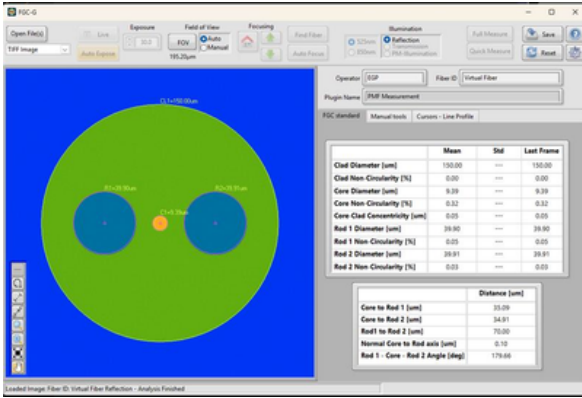 FGC-G
Open File(s)
TIFF Image
Live
Auto Expose
Exposure
30.0
Field of View
FOV
Auto
Manual
195.20µm
Focusing
Find Fiber
Auto Focus
Illumination
525nm
850nm
Reflection
Transmission
PM-Illumination
Full Measure
Quick Measure
Save
Reset
Operator EGP Fiber ID Virtual Fiber
Plugin Name PMF Measurement
FGC standard Manual tools Cursors - Line Profile
CL1=150.00um
R1=39.90um
R2=39.91um
C1=9.39um
Mean Std Last Frame
Clad Diameter [um] 150.00 --- 150.00
Clad Non-Circularity [%] 0.00 --- 0.00
Core Diameter [um] 9.39 --- 9.39
Core Non-Circularity [%] 0.32 --- 0.32
Core-Clad Concentricity [um] 0.05 --- 0.05
Rod 1 Diameter [um] 39.90 --- 39.90
Rod 1 Non-Circularity [%] 0.05 --- 0.05
Rod 2 Diameter [um] 39.91 --- 39.91
Rod 2 Non-Circularity [%] 0.03 --- 0.03
Distance [um]
Core to Rod 1 [um] 35.09
Core to Rod 2 [um] 34.91
Rod1 to Rod 2 [um] 70.00
Normal Core to Rod axis [um] 0.10
Rod 1 - Core - Rod 2 Angle [deg] 179.66
Loaded Image: Fiber ID: Virtual Fiber Reflection - Analysis Finished